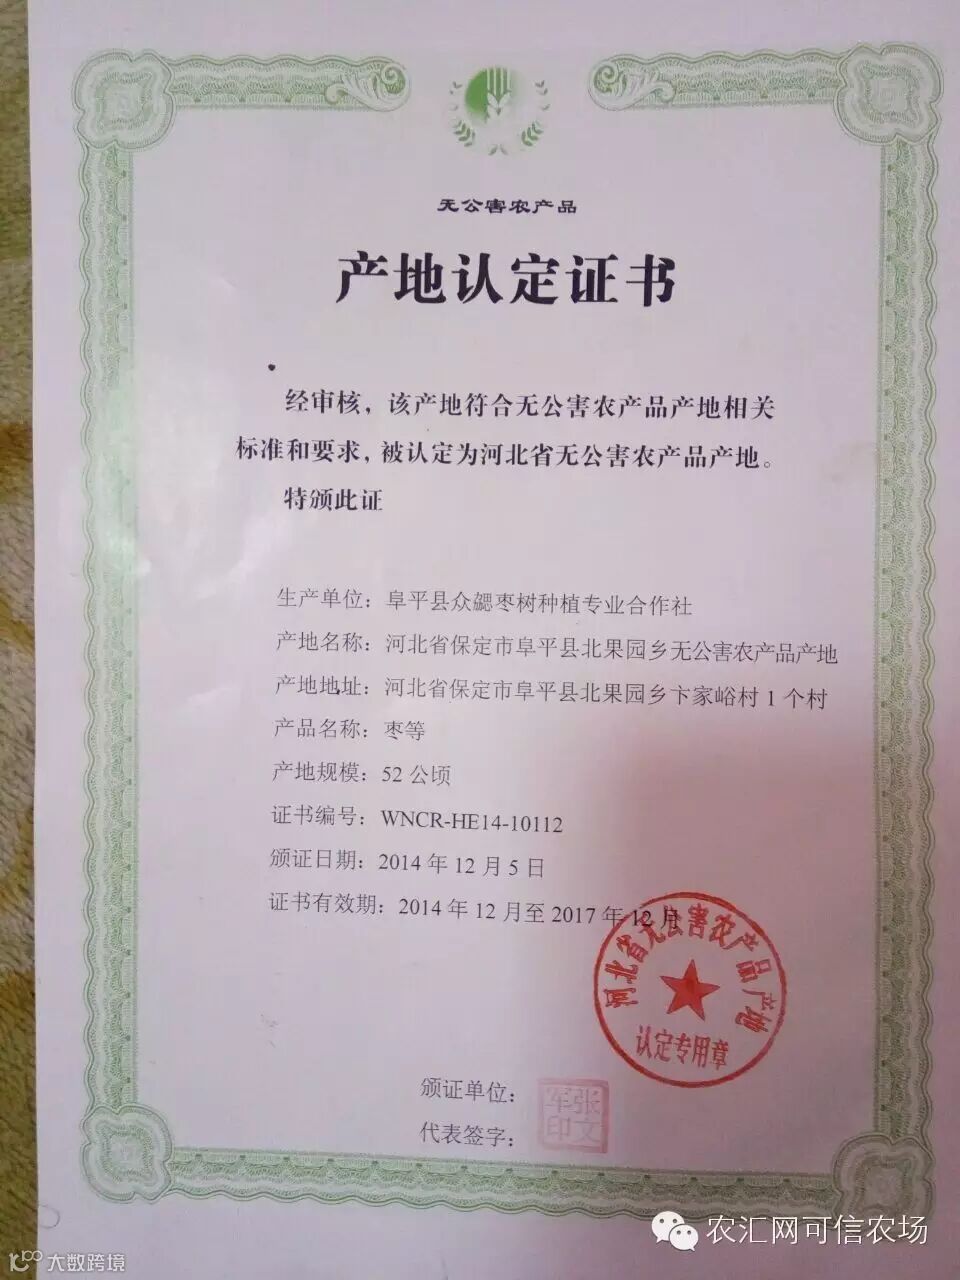 无公害农产品
产地认定证书
经审核，该产地符合无公害农产品产地相关
标准和要求，被认定为河北省无公害农产品产地。
特颁此证
生产单位：阜平县众勰枣树种植专业合作社
产地名称：河北省保定市阜平县北果园乡无公害农产品产地
产地地址：河北省保定市阜平县北果园乡卞家峪村 1 个村
产品名称：枣等
产地规模：52 公顷
证书编号：WNCR-HE14-10112
颁证日期：2014 年 12 月 5 日
证书有效期：2014 年 12 月至 2017 年 12 月
河北省无公害农产品产地
认定专用章
颁证单位：
代表签字：
张文军印
农汇网可信农场
大数跨境